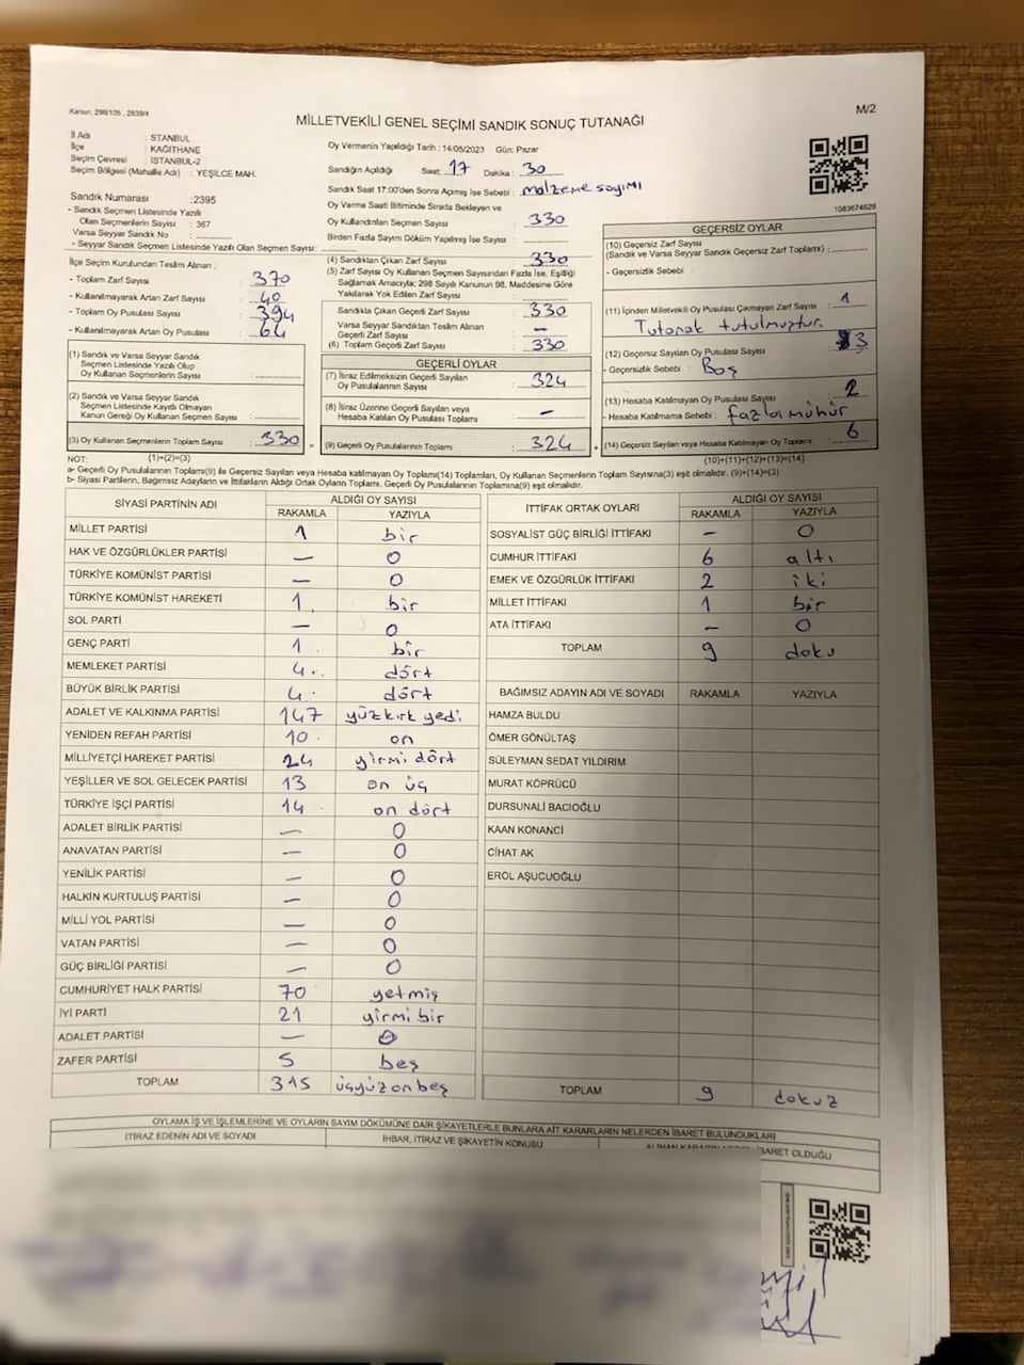 Kanun: 298/105 , 2839/4
M/2
MİLLETVEKİLİ GENEL SEÇİMİ SANDIK SONUÇ TUTANAĞI
İl Adı : STANBUL
İlçe : KAĞITHANE
Seçim Çevresi : İSTANBUL-2
Seçim Bölgesi (Mahalle Adı) : YEŞİLCE MAH.
Sandık Numarası :2395
- Sandık Seçmen Listesinde Yazılı
Olan Seçmenlerin Sayısı : 367
Varsa Seyyar Sandık No :
- Seyyar Sandık Seçmen Listesinde Yazılı Olan Seçmen Sayısı:
Oy Vermenin Yapıldığı Tarih : 14/05/2023 Gün: Pazar
Sandığın Açıldığı Saat: 17 Dakika: 30
Sandık Saat 17:00'den Sonra Açılmış İse Sebebi : malzeme sayımı
Oy Verme Saati Bitiminde Sırada Bekleyen ve
Oy Kullandırılan Seçmen Sayısı : 330
Birden Fazla Sayım Döküm Yapılmış İse Sayısı :
1083674829
İlçe Seçim Kurulundan Teslim Alınan :
- Toplam Zarf Sayısı : 370
- Kullanılmayarak Artan Zarf Sayısı : 40
- Toplam Oy Pusulası Sayısı : 394
- Kullanılmayarak Artan Oy Pusulası : 64
(1) Sandık ve Varsa Seyyar Sandık
Seçmen Listesinde Yazılı Olup
Oy Kullanan Seçmenlerin Sayısı :
(2) Sandık ve Varsa Seyyar Sandık
Seçmen Listesinde Kayıtlı Olmayan
Kanun Gereği Oy Kullanan Seçmen Sayısı :
(3) Oy Kullanan Seçmenlerin Toplam Sayısı : 330 =
(4) Sandıktan Çıkan Zarf Sayısı : 330
(5) Zarf Sayısı Oy Kullanan Seçmen Sayısından Fazla İse, Eşitliği
Sağlamak Amacıyla; 298 Sayılı Kanunun 98. Maddesine Göre
Yakılarak Yok Edilen Zarf Sayısı :
Sandıkta Çıkan Geçerli Zarf Sayısı : 330
Varsa Seyyar Sandıktan Teslim Alınan
Geçerli Zarf Sayısı : —
(6) Toplam Geçerli Zarf Sayısı : 330
GEÇERLİ OYLAR
(7) İtiraz Edilmeksizin Geçerli Sayılan
Oy Pusulalarının Sayısı : 324
(8) İtiraz Üzerine Geçerli Sayılan veya
Hesaba Katılan Oy Pusulası Toplamı : —
(9) Geçerli Oy Pusulalarının Toplamı : 324 +
GEÇERSİZ OYLAR
(10) Geçersiz Zarf Sayısı
(Sandık ve Varsa Seyyar Sandık Geçersiz Zarf Toplamı) :
- Geçersizlik Sebebi :
(11) İçinden Milletvekili Oy Pusulası Çıkmayan Zarf Sayısı : 1
Tutanak tutulmuştur.
(12) Geçersiz Sayılan Oy Pusulası Sayısı : 3
- Geçersizlik Sebebi : Boş
(13) Hesaba Katılmayan Oy Pusulası Sayısı : 2
- Hesaba Katılmama Sebebi : fazla mühür
(14) Geçersiz Sayılan veya Hesaba Katılmayan Oy Toplamı : 6
NOT: (1)+(2)=(3) (10)+(11)+(12)+(13)=(14)
a- Geçerli Oy Pusulalarının Toplamı(9) ile Geçersiz Sayılan veya Hesaba katılmayan Oy Toplamı(14) Toplamları, Oy Kullanan Seçmenlerin Toplam Sayısına(3) eşit olmalıdır. (9)+(14)=(3)
b- Siyasi Partilerin, Bağımsız Adayların ve İttifakların Aldığı Ortak Oyların Toplamı, Geçerli Oy Pusulalarının Toplamına(9) eşit olmalıdır.
SİYASİ PARTİNİN ADI ALDIĞI OY SAYISI
RAKAMLA YAZIYLA
MİLLET PARTİSİ 1 bir
HAK VE ÖZGÜRLÜKLER PARTİSİ — 0
TÜRKİYE KOMÜNİST PARTİSİ — 0
TÜRKİYE KOMÜNİST HAREKETİ 1. bir
SOL PARTİ — 0
GENÇ PARTİ 1. bir
MEMLEKET PARTİSİ 4.. dört
BÜYÜK BİRLİK PARTİSİ 4. dört
ADALET VE KALKINMA PARTİSİ 147 yüzkırk yedi
YENİDEN REFAH PARTİSİ 10. on
MİLLİYETÇİ HAREKET PARTİSİ 24 yirmi dört
YEŞİLLER VE SOL GELECEK PARTİSİ 13 on üç
TÜRKİYE İŞÇİ PARTİSİ 14. on dört
ADALET BİRLİK PARTİSİ — 0
ANAVATAN PARTİSİ — 0
YENİLİK PARTİSİ — 0
HALKIN KURTULUŞ PARTİSİ — 0
MİLLİ YOL PARTİSİ — 0
VATAN PARTİSİ — 0
GÜÇ BİRLİĞİ PARTİSİ — 0
CUMHURİYET HALK PARTİSİ 70 yetmiş
İYİ PARTİ 21 yirmi bir
ADALET PARTİSİ — 0
ZAFER PARTİSİ 5 beş
TOPLAM 315 üçyüz on beş
İTTİFAK ORTAK OYLARI ALDIĞI OY SAYISI
RAKAMLA YAZIYLA
SOSYALİST GÜÇ BİRLİĞİ İTTİFAKI — 0
CUMHUR İTTİFAKI 6 altı
EMEK VE ÖZGÜRLÜK İTTİFAKI 2 iki
MİLLET İTTİFAKI 1 bir
ATA İTTİFAKI — 0
TOPLAM 9 doku
BAĞIMSIZ ADAYIN ADI VE SOYADI RAKAMLA YAZIYLA
HAMZA BULDU
ÖMER GÖNÜLTAŞ
SÜLEYMAN SEDAT YILDIRIM
MURAT KÖPRÜCÜ
DURSUNALİ BACIOĞLU
KAAN KONANCİ
CİHAT AK
EROL AŞUCUOĞLU
TOPLAM 9 dokuz
OYLAMA İŞ VE İŞLEMLERİNE VE OYLARIN SAYIM DÖKÜMÜNE DAİR ŞİKAYETLERLE BUNLARA AİT KARARLARIN NELERDEN İBARET BULUNDUKLARI
İTİRAZ EDENİN ADI VE SOYADI İHBAR, İTİRAZ VE ŞİKAYETİN KONUSU İBARET OLDUĞU